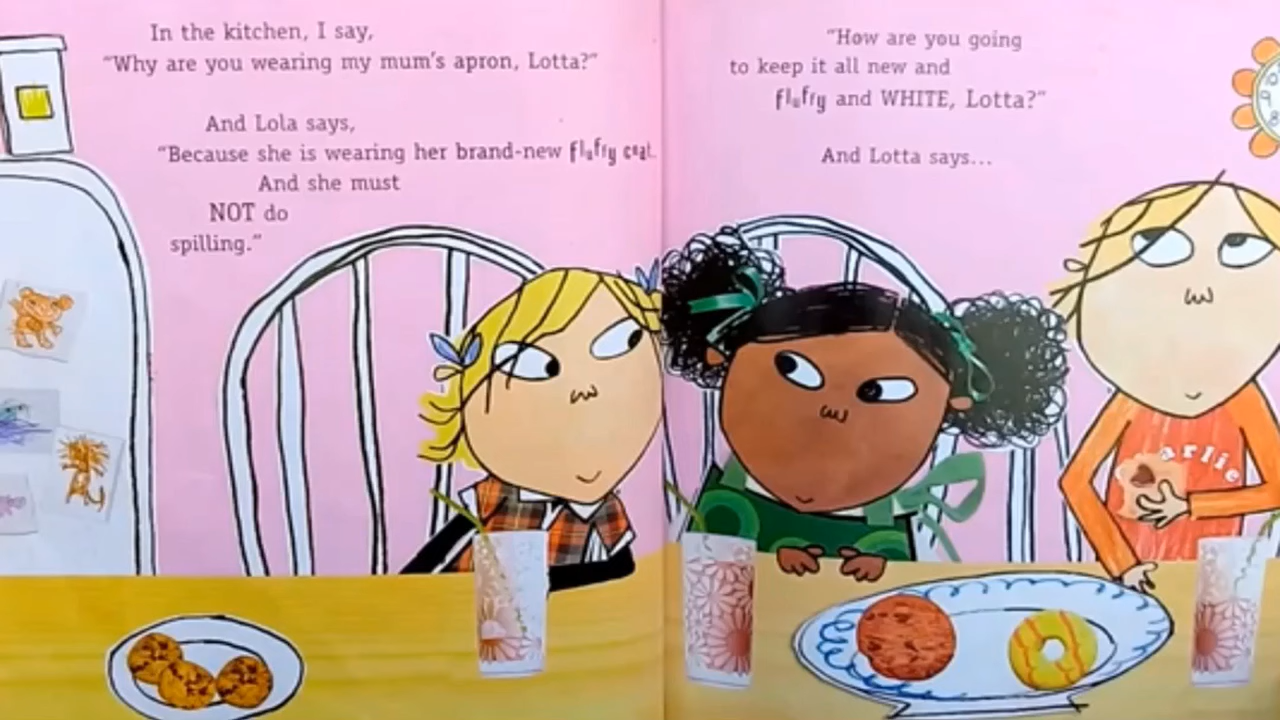 In the kitchen, I say,
“Why are you wearing my mum’s apron, Lotta?”
And Lola says,
“Because she is wearing her brand-new fluffy coat.
And she must
NOT do
spilling.”
“How are you going
to keep it all new and
fluffy and WHITE, Lotta?”
And Lotta says...
arlie